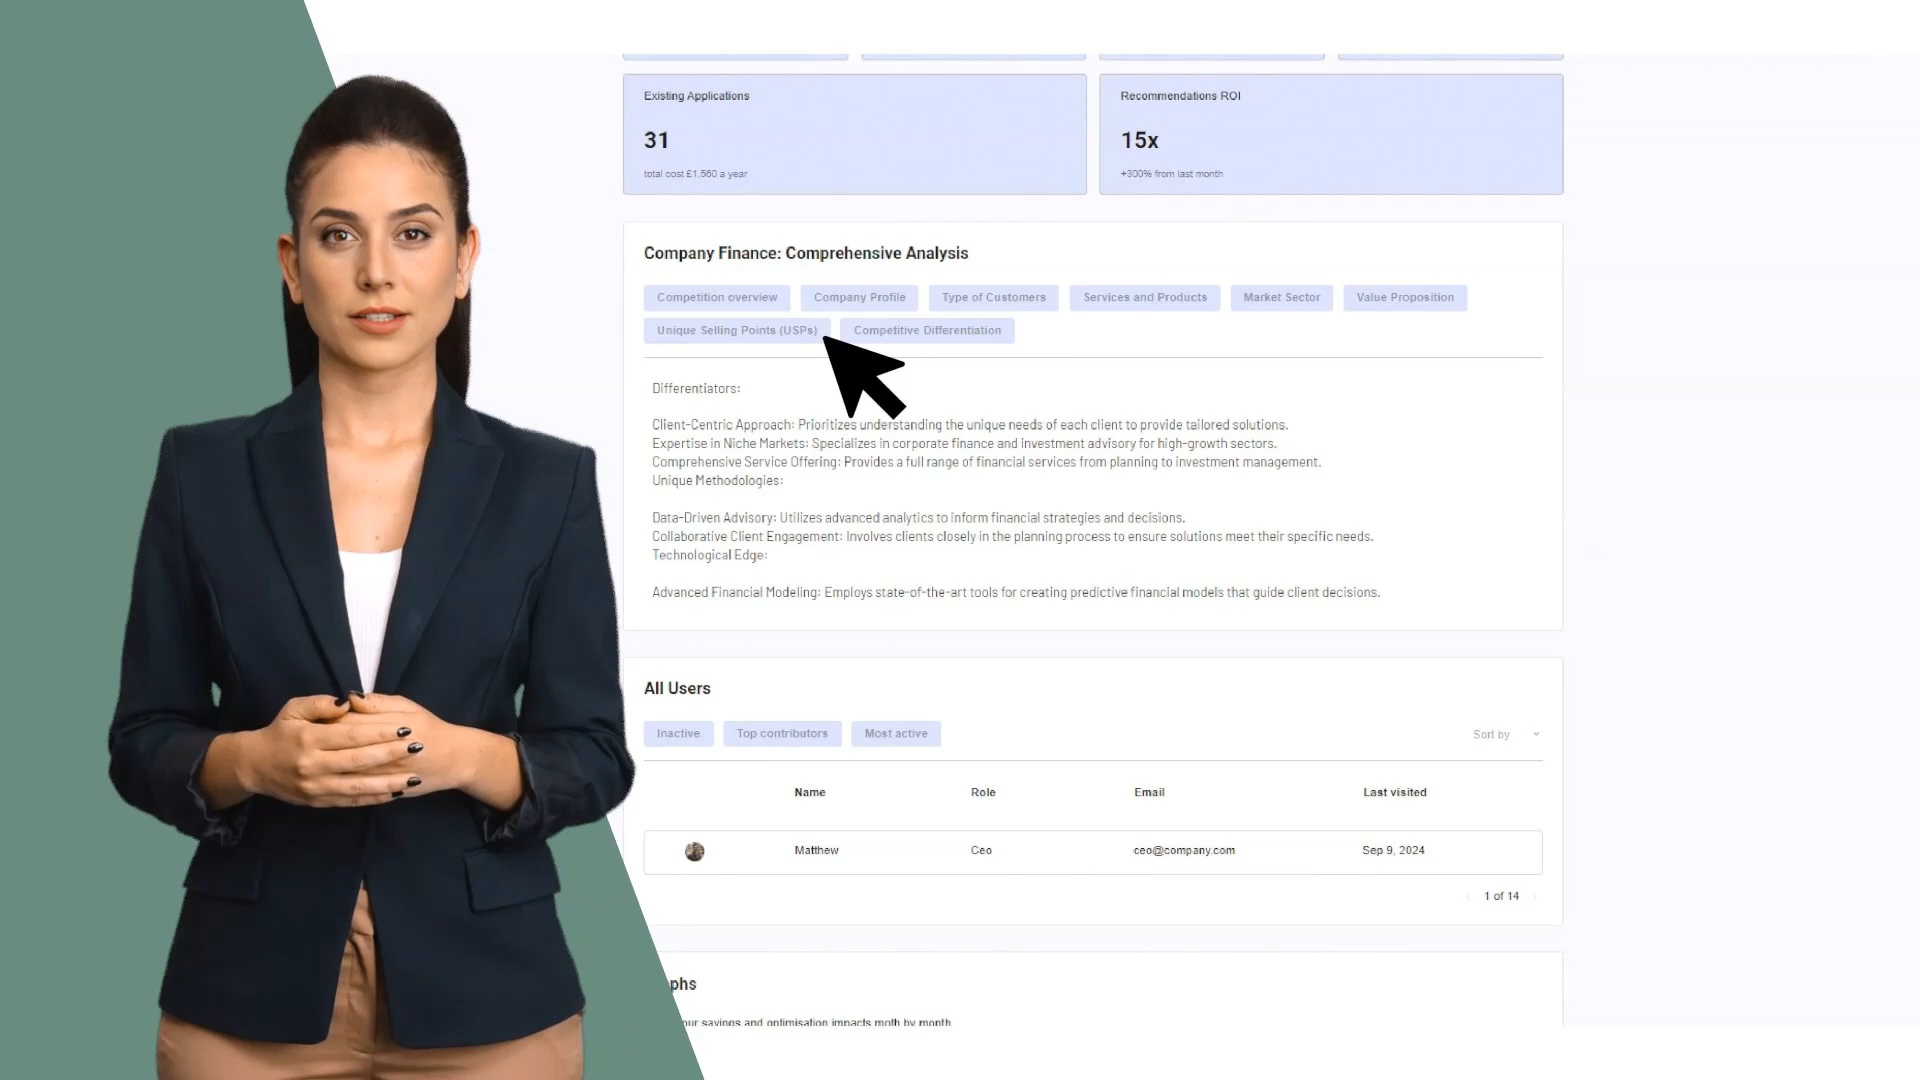 Existing Applications
31
total cost £1,560 a year
Recommendations ROI
15x
+300% from last month
Company Finance: Comprehensive Analysis
Competition overview
Company Profile
Type of Customers
Services and Products
Market Sector
Value Proposition
Unique Selling Points (USPs)
Competitive Differentiation
Differentiators:
Client-Centric Approach: Prioritizes understanding the unique needs of each client to provide tailored solutions.
Expertise in Niche Markets: Specializes in corporate finance and investment advisory for high-growth sectors.
Comprehensive Service Offering: Provides a full range of financial services from planning to investment management.
Unique Methodologies:
Data-Driven Advisory: Utilizes advanced analytics to inform financial strategies and decisions.
Collaborative Client Engagement: Involves clients closely in the planning process to ensure solutions meet their specific needs.
Technological Edge:
Advanced Financial Modeling: Employs state-of-the-art tools for creating predictive financial models that guide client decisions.
All Users
Inactive
Top contributors
Most active
Sort by
Name Role Email Last visited
Matthew Ceo ceo@company.com Sep 9, 2024
1 of 14
phs
ur savings and optimisation impacts moth by month